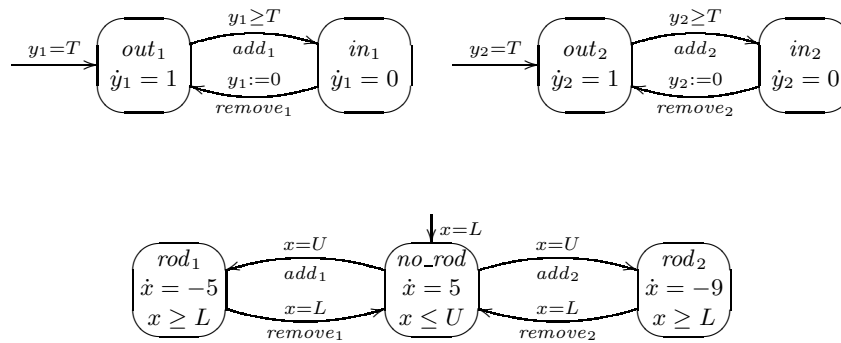 y₁≥T y₂≥T
y₁=T out₁ add₁ in₁ y₂=T out₂ add₂ in₂
ẏ₁ = 1 y₁:=0 ẏ₁ = 0 ẏ₂ = 1 y₂:=0 ẏ₂ = 0
remove₁ remove₂
x=L
rod₁ x=U no_rod x=U rod₂
add₁ add₂
ẋ = −5 ẋ = 5 ẋ = −9
x=L x=L
x ≥ L remove₁ x ≤ U remove₂ x ≥ L